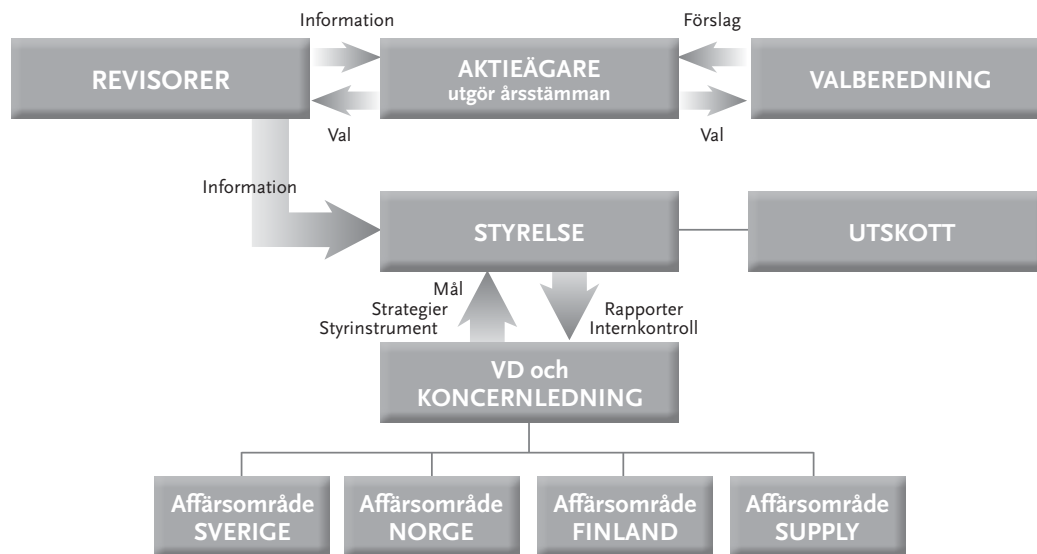 Information
Förslag
REVISORER
AKTIEÄGARE
utgör årsstämman
VALBEREDNING
Val
Val
Information
STYRELSE
UTSKOTT
Mål
Strategier
Styrinstrument
Rapporter
Internkontroll
VD och
KONCERNLEDNING
Affärsområde
SVERIGE
Affärsområde
NORGE
Affärsområde
FINLAND
Affärsområde
SUPPLY